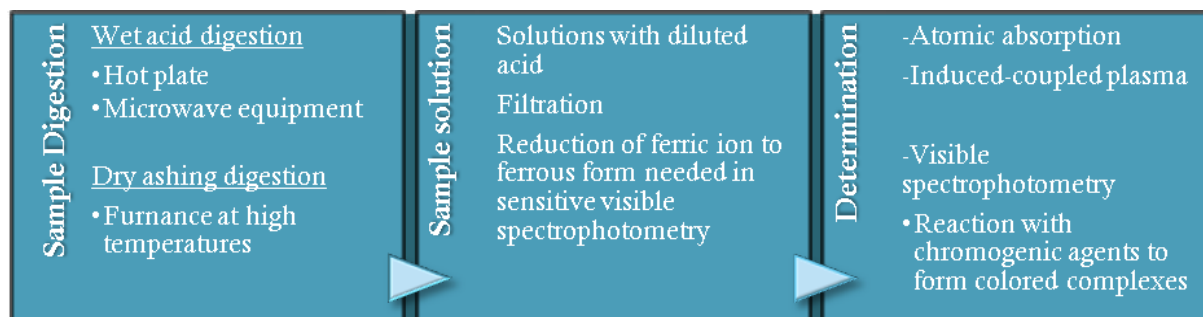 Sample Digestion
Wet acid digestion
•Hot plate
•Microwave equipment
Dry ashing digestion
•Furnance at high
temperatures
Sample solution
Solutions with diluted
acid
Filtration
Reduction of ferric ion to
ferrous form needed in
sensitive visible
spectrophotometry
Determination
-Atomic absorption
-Induced-coupled plasma
-Visible
spectrophotometry
•Reaction with
chromogenic agents to
form colored complexes